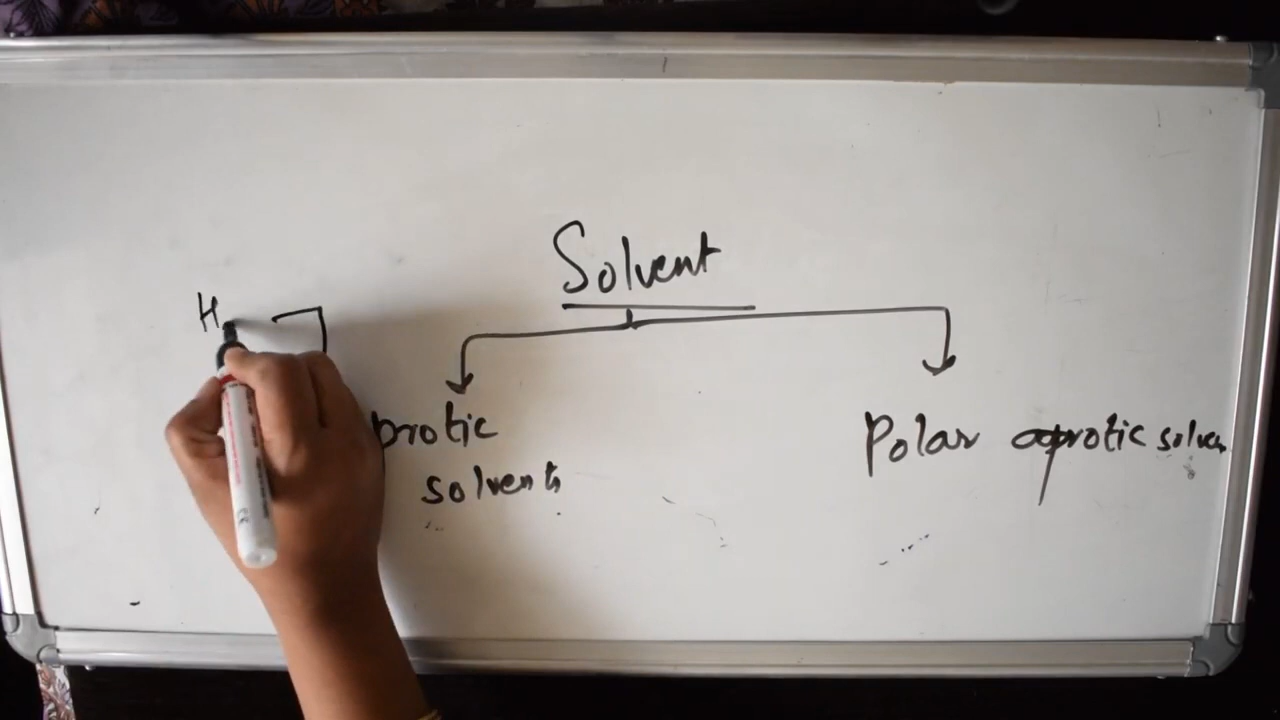 Solvent
H
protic
solvents
Polar aprotic solven